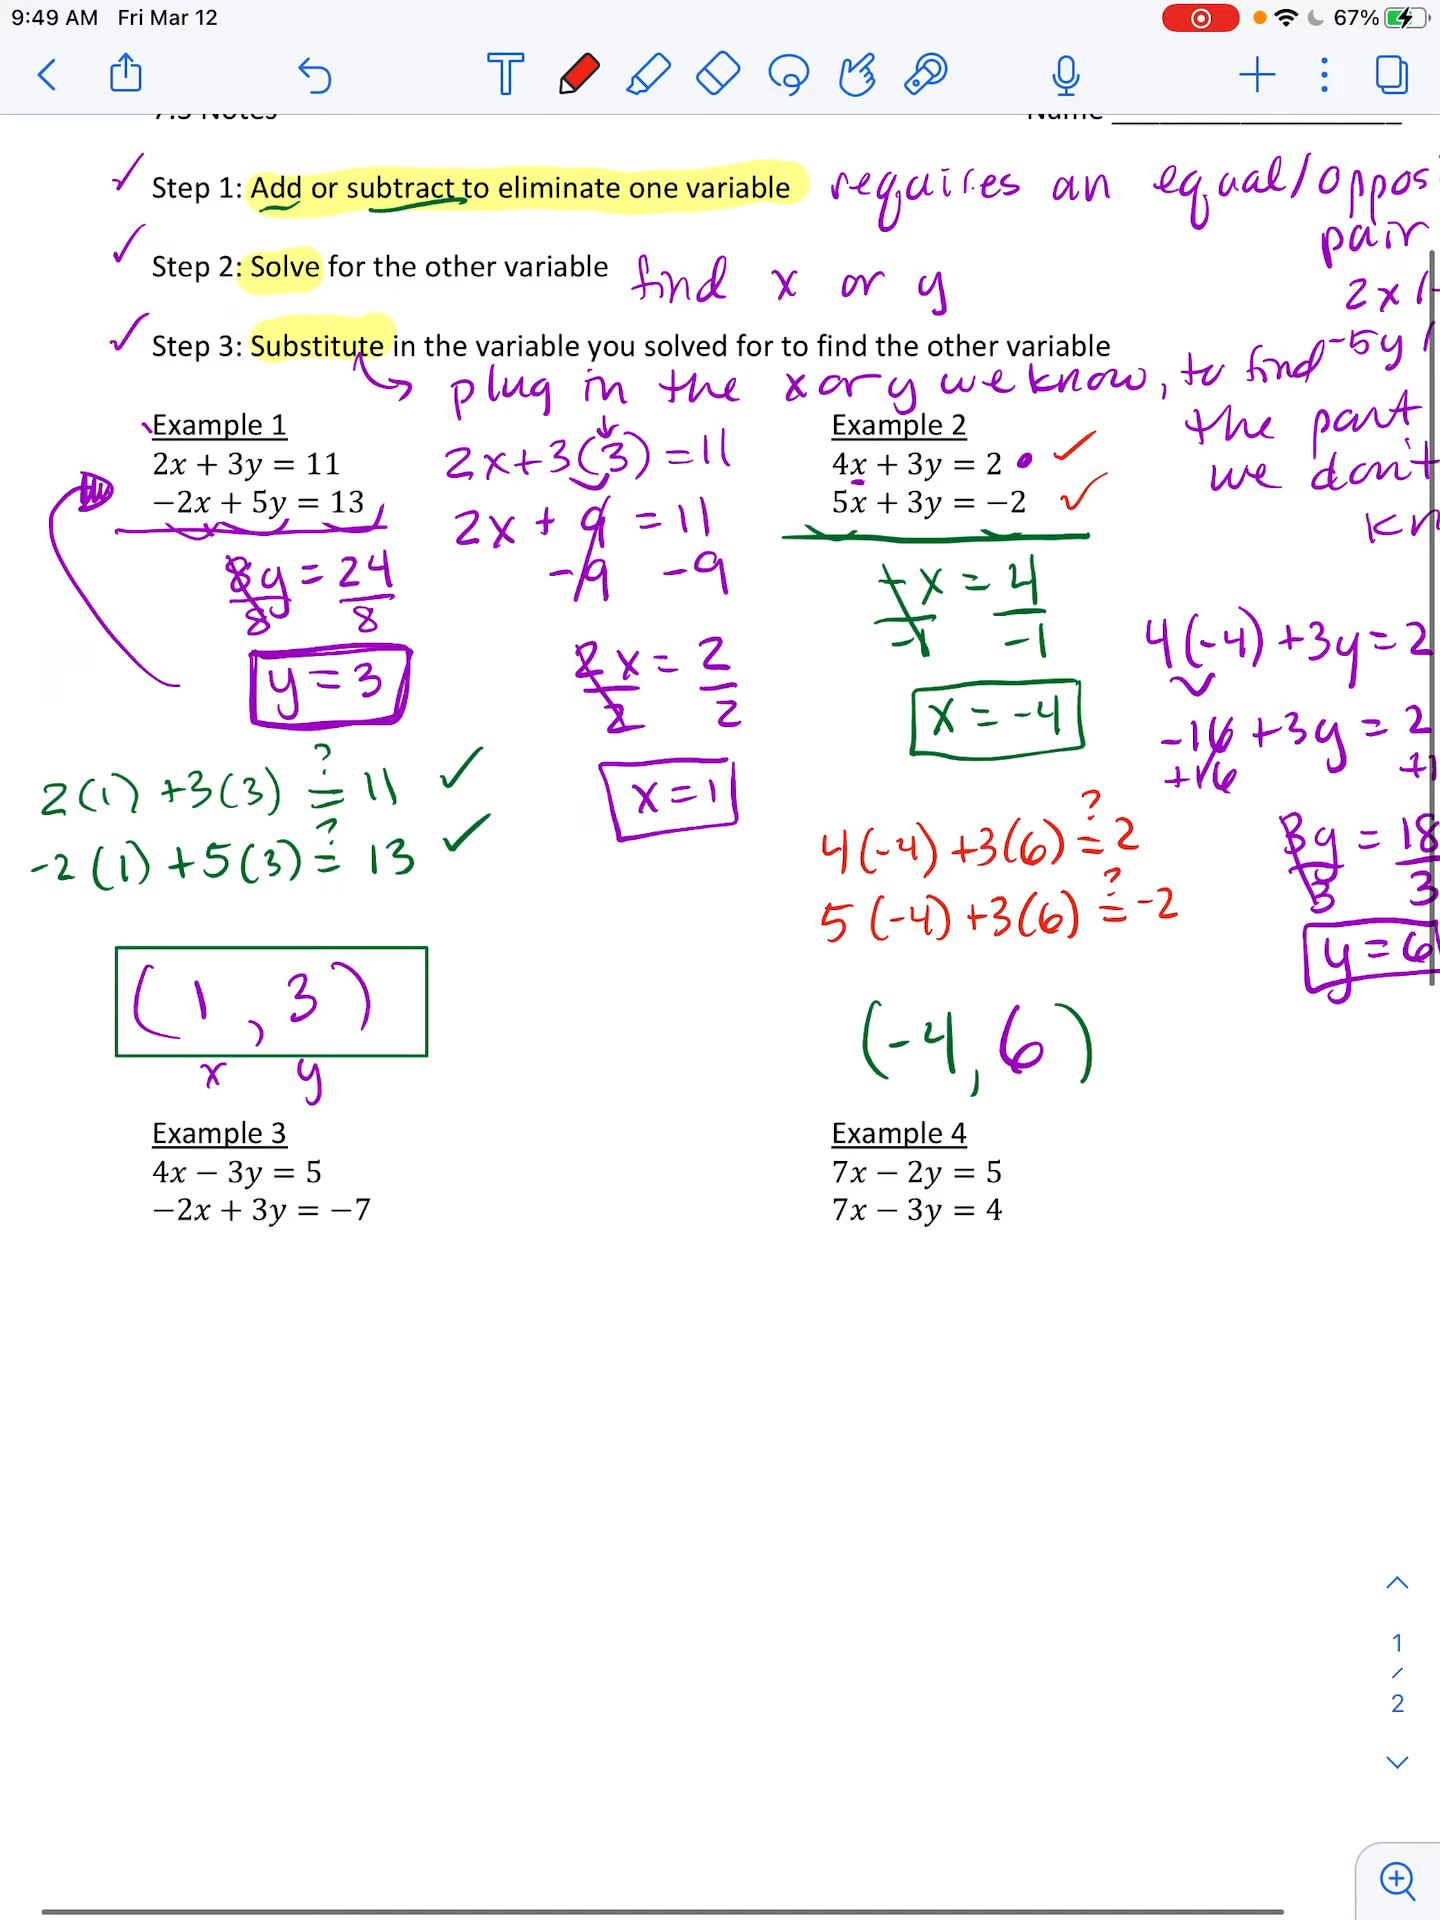 9:49 AM Fri Mar 12
67%
7.3 Notes
Name
Step 1: Add or subtract to eliminate one variable requires an equal/oppos
pair
Step 2: Solve for the other variable find x or y
2x /
Step 3: Substitute in the variable you solved for to find the other variable
-5y /
plug in the x or y we know, to find
the part
we don't
kn
Example 1
2x + 3y = 11
−2x + 5y = 13
8y = 24
8 8
y = 3
2x+3(3) = 11
2x + 9 = 11
-9 -9
2x = 2
2 2
x = 1
2(1) +3(3) ≟ 11 ✓
-2(1) +5(3) ≟ 13 ✓
(1, 3)
x y
Example 2
4x + 3y = 2 ✓
5x + 3y = −2 ✓
-x = 4
-1 -1
x = -4
4(-4) +3y = 2
-16 +3y = 2
+16 +1
3y = 18
3 3
y = 6
4(-4) +3(6) ≟ 2
5(-4) +3(6) ≟ -2
(-4, 6)
Example 3
4x − 3y = 5
−2x + 3y = −7
Example 4
7x − 2y = 5
7x − 3y = 4
1
/
2